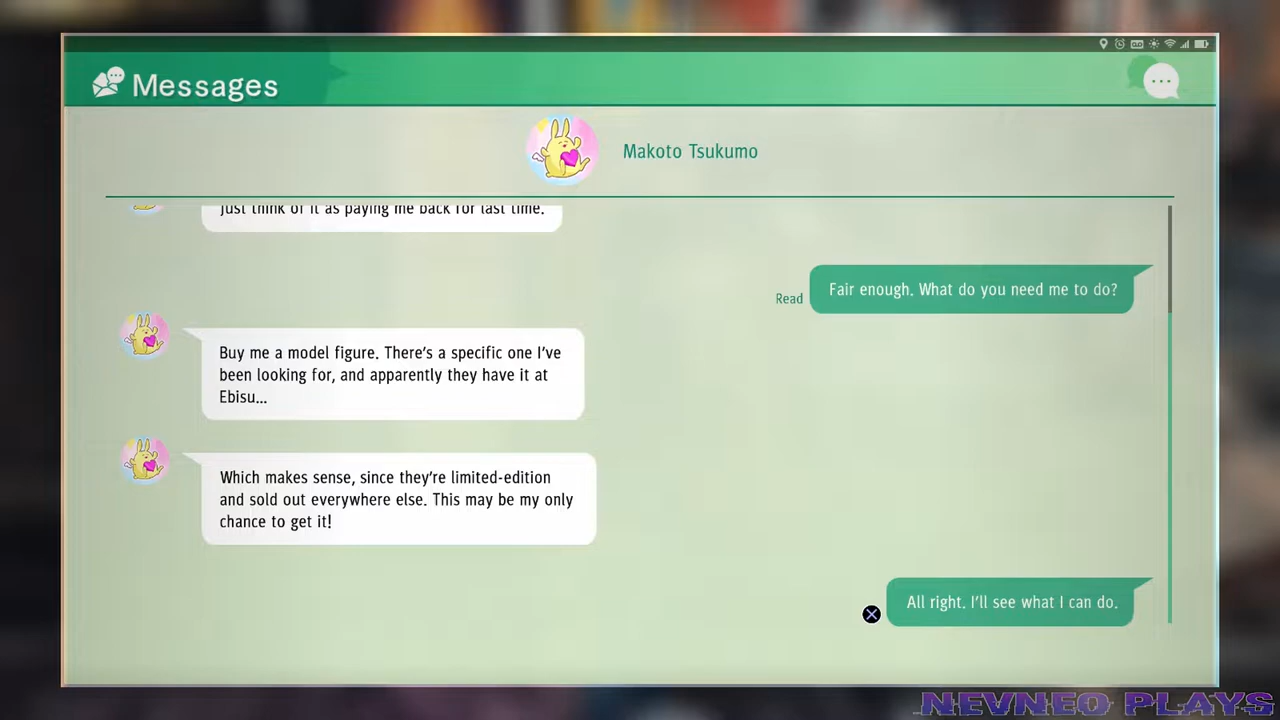 Messages
Makoto Tsukumo
Just think of it as paying me back for last time.
Fair enough. What do you need me to do?
Read
Buy me a model figure. There's a specific one I've
been looking for, and apparently they have it at
Ebisu...
Which makes sense, since they're limited-edition
and sold out everywhere else. This may be my only
chance to get it!
All right. I'll see what I can do.
NEVNEO PLAYS